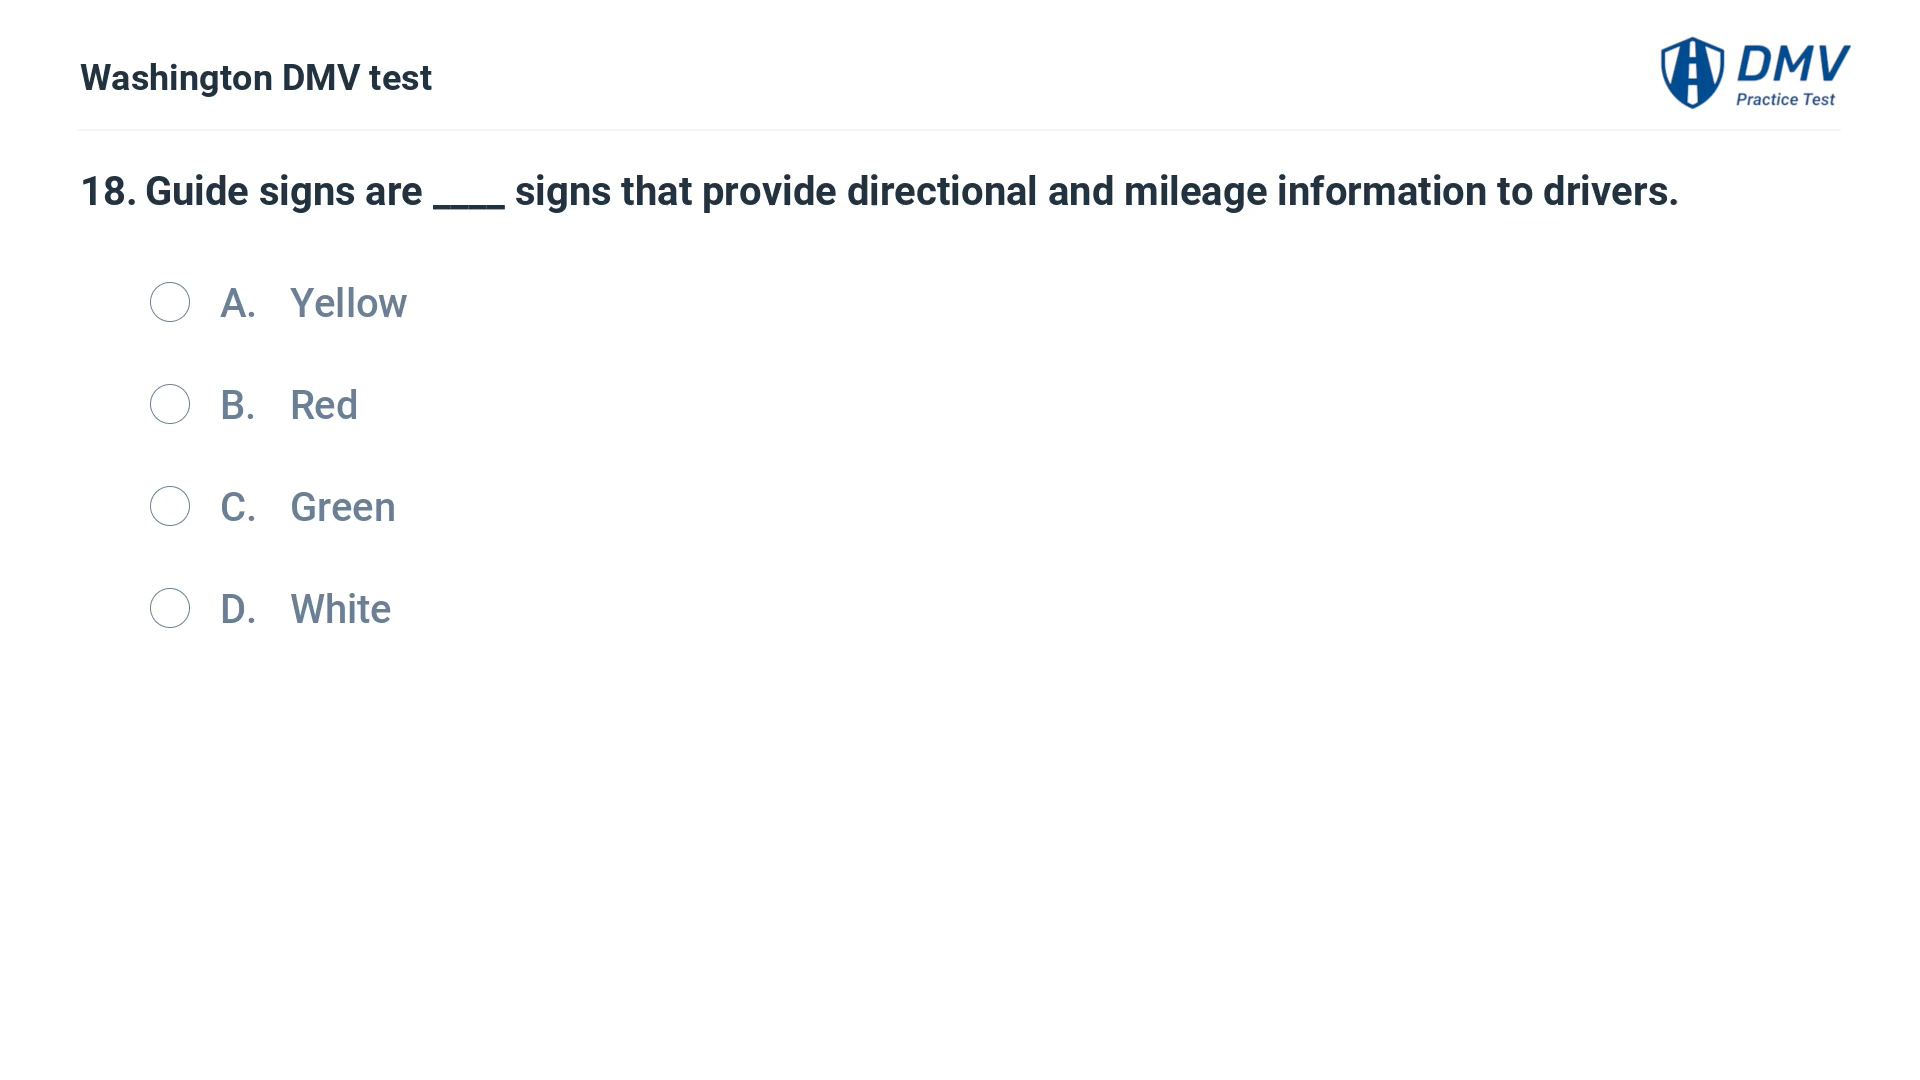 Washington DMV test
DMV
Practice Test
18. Guide signs are ____ signs that provide directional and mileage information to drivers.
A. Yellow
B. Red
C. Green
D. White